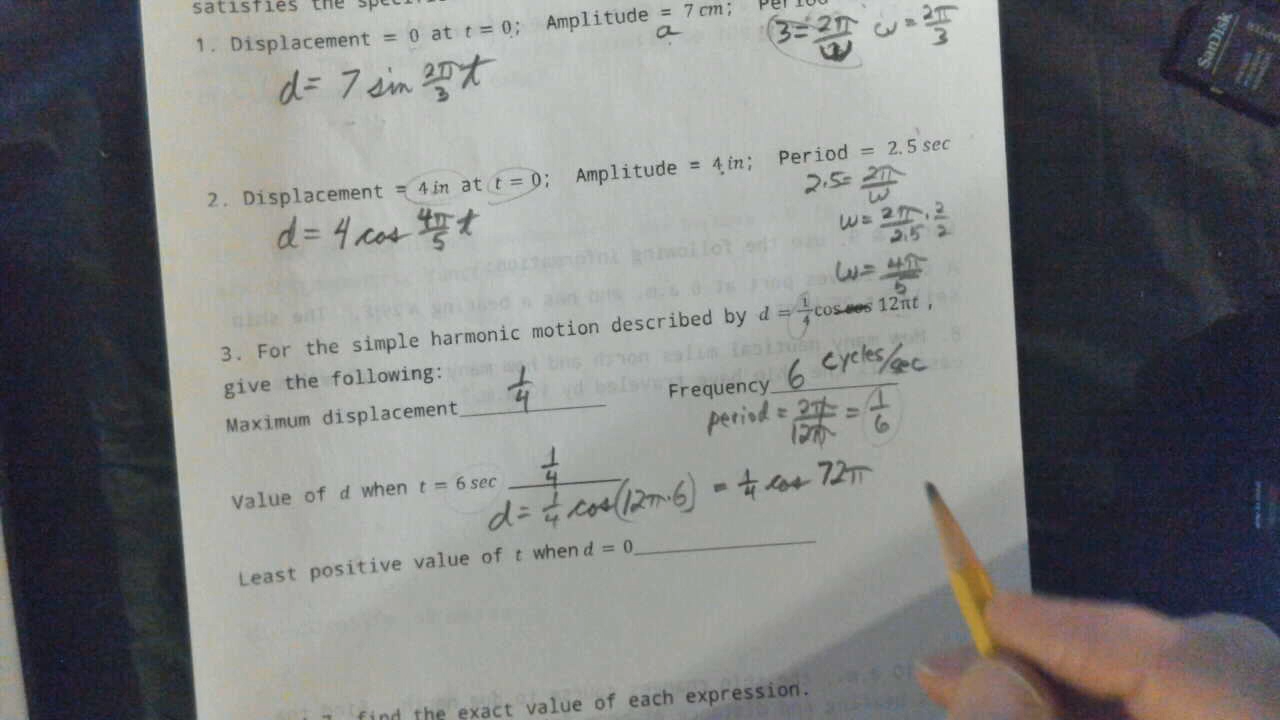 satisfies the
1. Displacement = 0 at t = 0; Amplitude = 7 cm;
a
3 = 2π/w w = 2π/3
d = 7 sin 2π/3 t
2. Displacement = 4 in at t = 0; Amplitude = 4 in; Period = 2.5 sec
2.5 = 2π/w
d = 4 cos 4π/5 t
w = 2π/2.5 · 2/2
w = 4π/5
3. For the simple harmonic motion described by d = 1/4 cos 12πt ,
give the following:
Maximum displacement 1/4
Frequency 6 cycles/sec
period = 2π/12π = 1/6
Value of d when t = 6 sec 1/4
d = 1/4 cos(12π·6) = 1/4 cos 72π
Least positive value of t when d = 0
find the exact value of each expression.
SanDisk